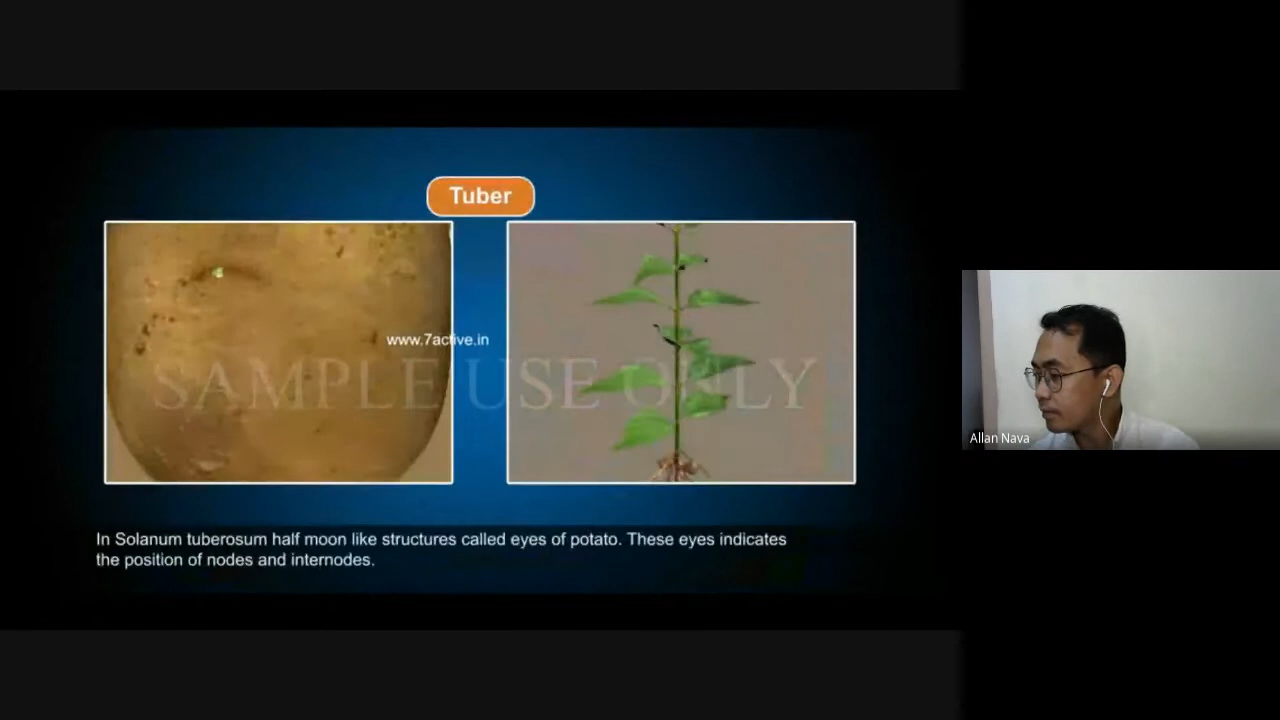 Tuber
www.7active.in
SAMPLE USE ONLY
In Solanum tuberosum half moon like structures called eyes of potato. These eyes indicates
the position of nodes and internodes.
Allan Nava